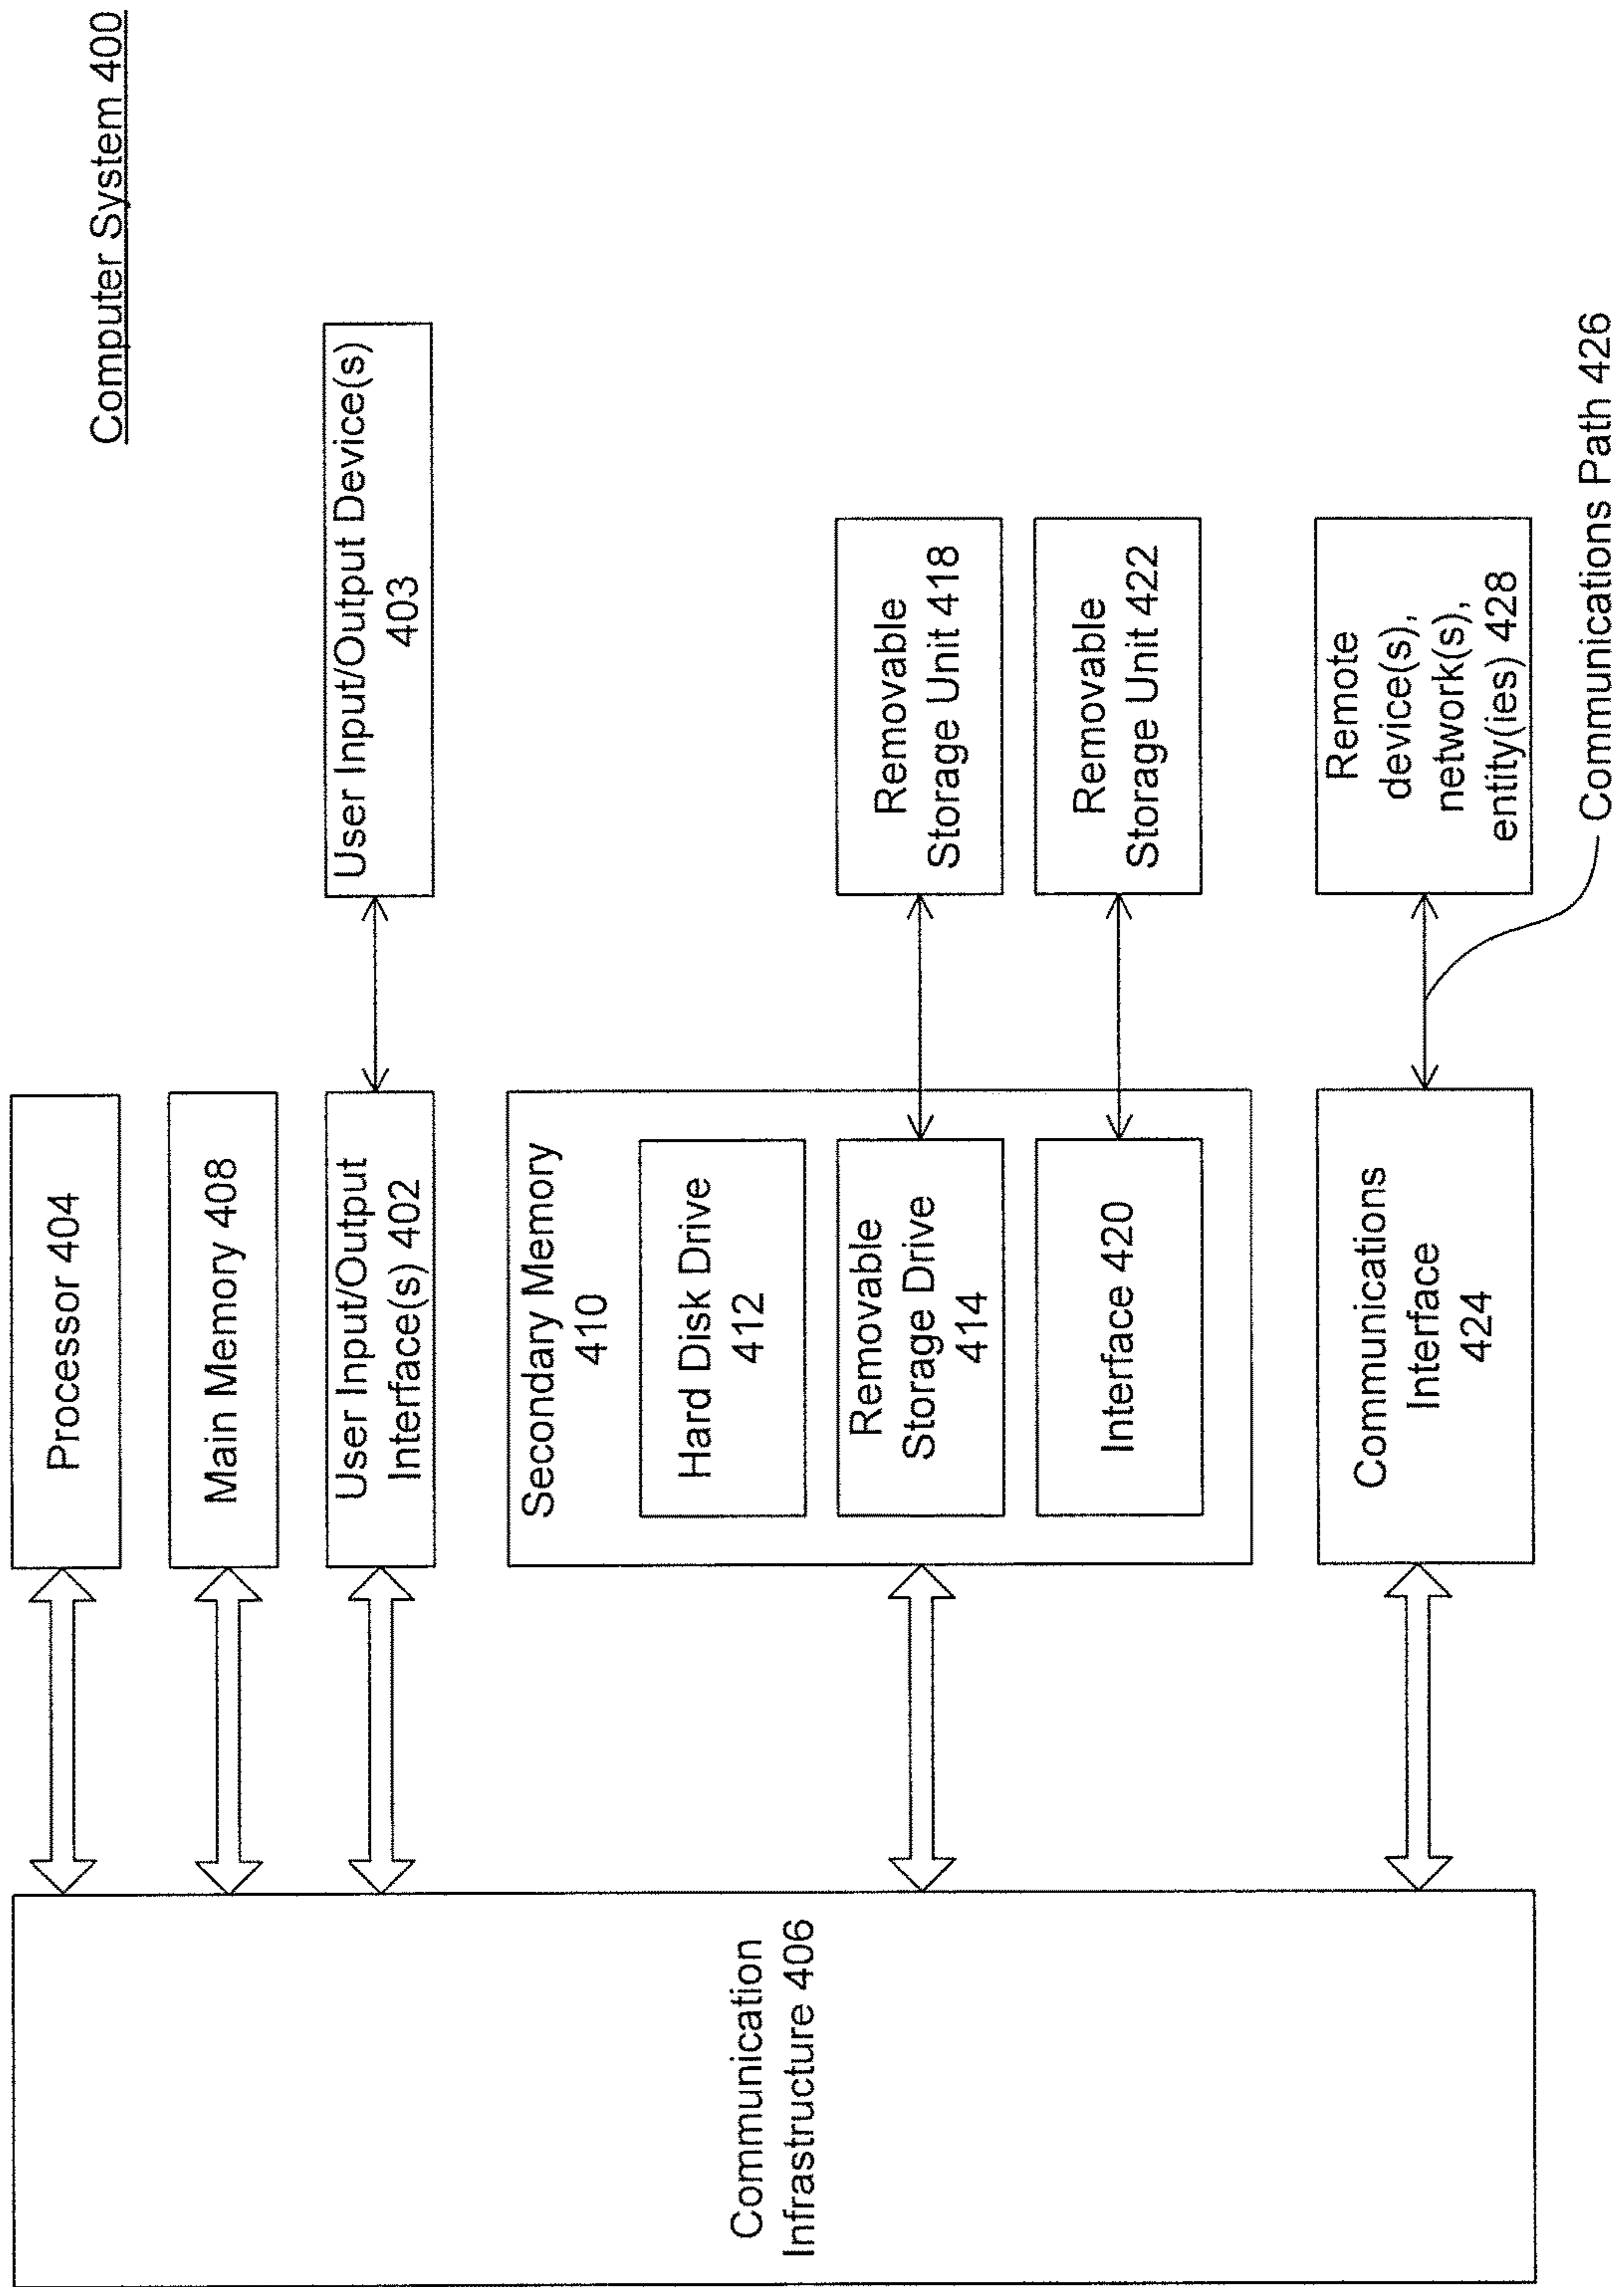 Computer System 400
Processor 404
Main Memory 408
User Input/Output
Interface(s) 402
User Input/Output Device(s)
403
Secondary Memory
410
Hard Disk Drive
412
Removable
Storage Drive
414
Removable
Storage Unit 418
Interface 420
Removable
Storage Unit 422
Communication
Infrastructure 406
Communications
Interface
424
Remote
device(s),
network(s),
entity(ies) 428
Communications Path 426